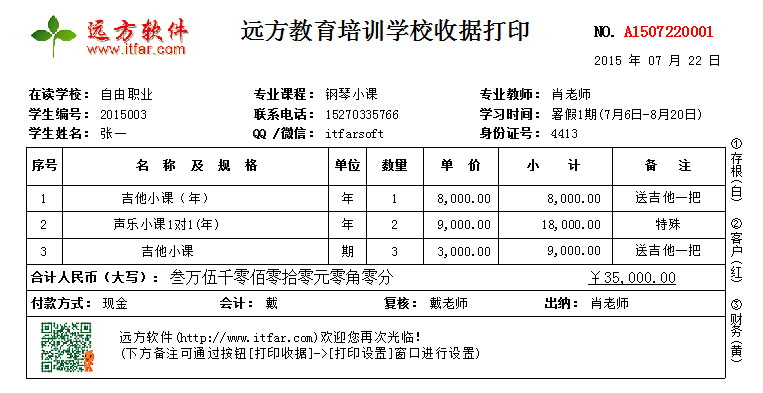 远方软件
www.itfar.com
远方教育培训学校收据打印
NO. A1507220001
2015 年 07 月 22 日
在读学校: 自由职业 专业课程: 钢琴小课 专业教师: 肖老师
学生编号: 2015003 联系电话: 15270335766 学习时间: 暑假1期(7月6日-8月20日)
学生姓名: 张一 QQ /微信: itfarsoft 身份证号: 4413
序号 名 称 及 规 格 单位 数量 单 价 小 计 备 注
1 吉他小课（年） 年 1 8,000.00 8,000.00 送吉他一把
2 声乐小课1对1(年) 年 2 9,000.00 18,000.00 特殊
3 吉他小课 期 3 3,000.00 9,000.00 送吉他一把
合计人民币（大写）: 叁万伍千零佰零拾零元零角零分 ￥35,000.00
付款方式: 现金 会计: 戴 复核: 戴老师 出纳: 肖老师
远方软件(http://www.itfar.com)欢迎您再次光临!
(下方备注可通过按钮[打印收据]->[打印设置]窗口进行设置)
①存根(白) ②客户(红) ③财务(黄)